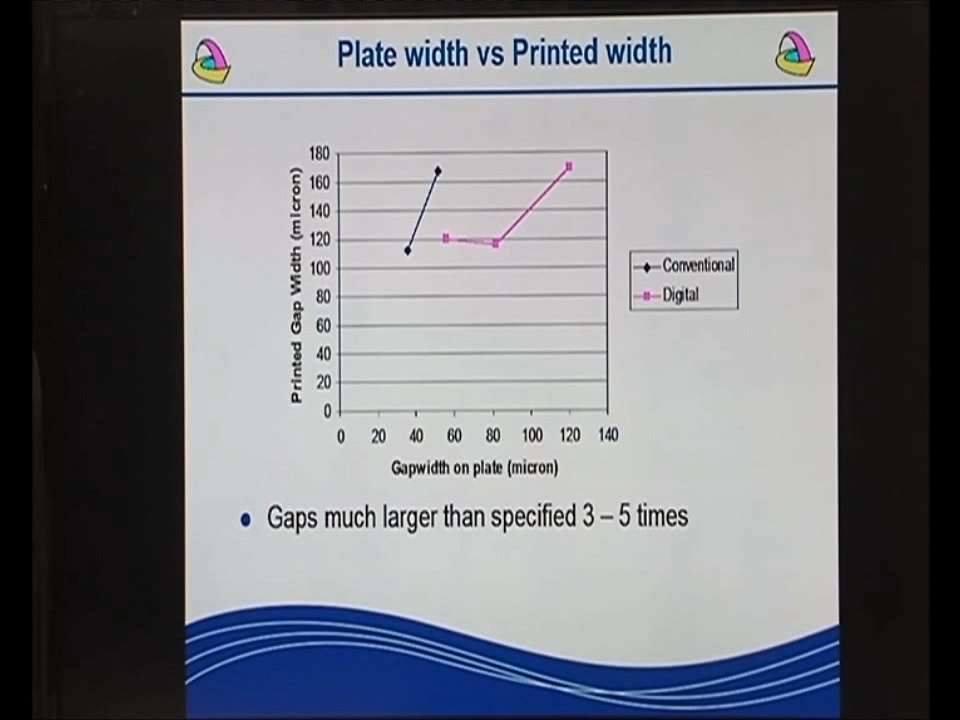 Plate width vs Printed width
Printed Gap Width (micron)
180
160
140
120
100
80
60
40
20
0
0 20 40 60 80 100 120 140
Gapwidth on plate (micron)
Conventional
Digital
• Gaps much larger than specified 3 – 5 times